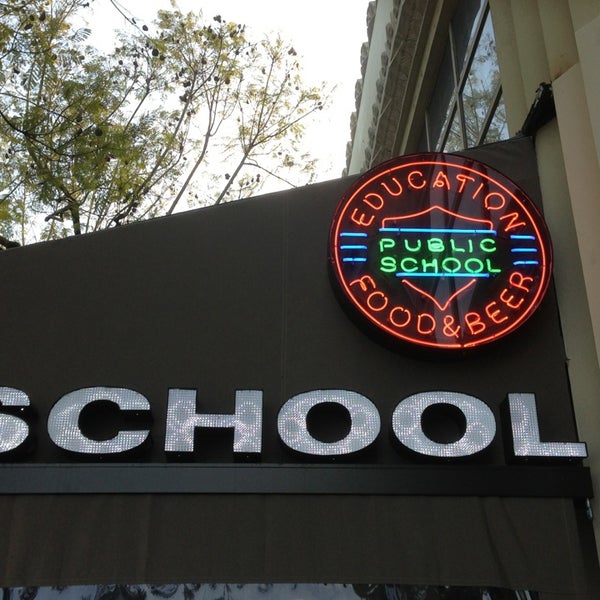 EDUCATION
PUBLIC
SCHOOL
FOOD & BEER
SCHOOL